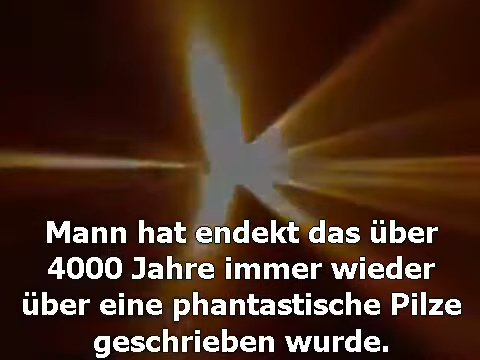 Mann hat endekt das über
4000 Jahre immer wieder
über eine phantastische Pilze
geschrieben wurde.